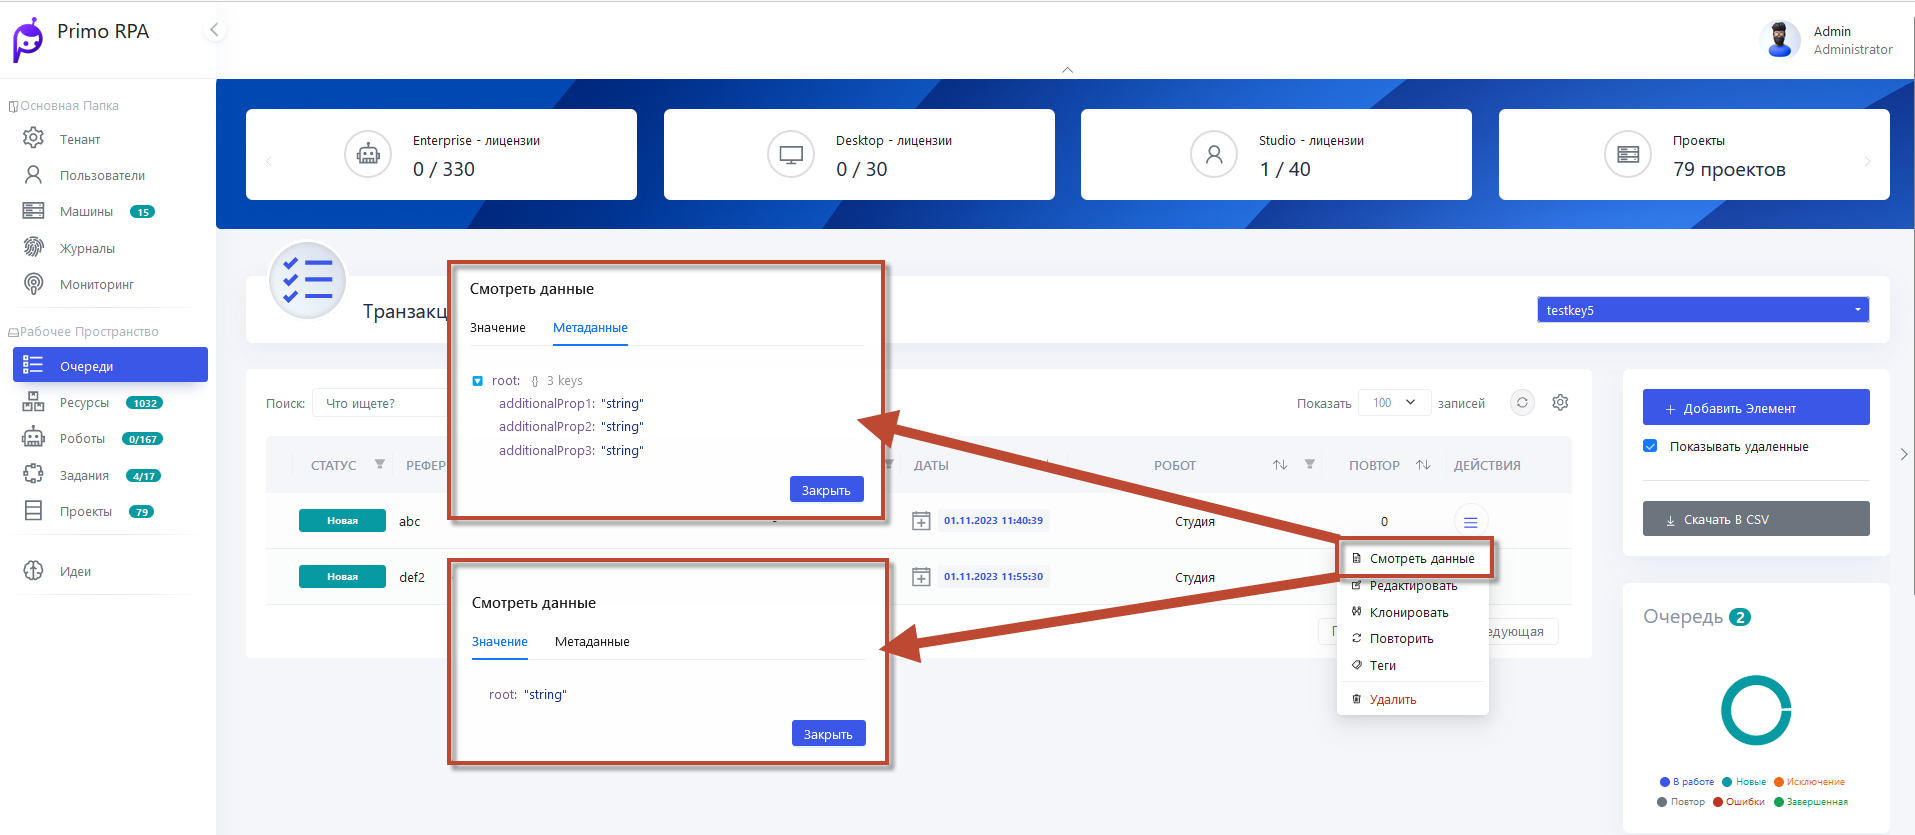 Primo RPA
Admin
Administrator
Основная Папка
Тенант
Пользователи
Машины 15
Журналы
Мониторинг
Рабочее Пространство
Очереди
Ресурсы 1032
Роботы 0/167
Задания 4/17
Проекты 79
Идеи
Enterprise - лицензии
0 / 330
Desktop - лицензии
0 / 30
Studio - лицензии
1 / 40
Проекты
79 проектов
Транзакц
testkey5
Поиск: Что ищете?
Показать 100 записей
СТАТУС РЕФЕР ДАТЫ РОБОТ ПОВТОР ДЕЙСТВИЯ
Новая abc - 01.11.2023 11:40:39 Студия 0
Новая def2 01.11.2023 11:55:30 Студия
едующая
Смотреть данные
Значение Метаданные
root: {} 3 keys
additionalProp1: "string"
additionalProp2: "string"
additionalProp3: "string"
Закрыть
Смотреть данные
Значение Метаданные
root: "string"
Закрыть
Смотреть данные
Редактировать
Клонировать
Повторить
Теги
Удалить
+ Добавить Элемент
Показывать удаленные
Скачать В CSV
Очередь 2
В работе Новые Исключение
Повтор Ошибки Завершенная